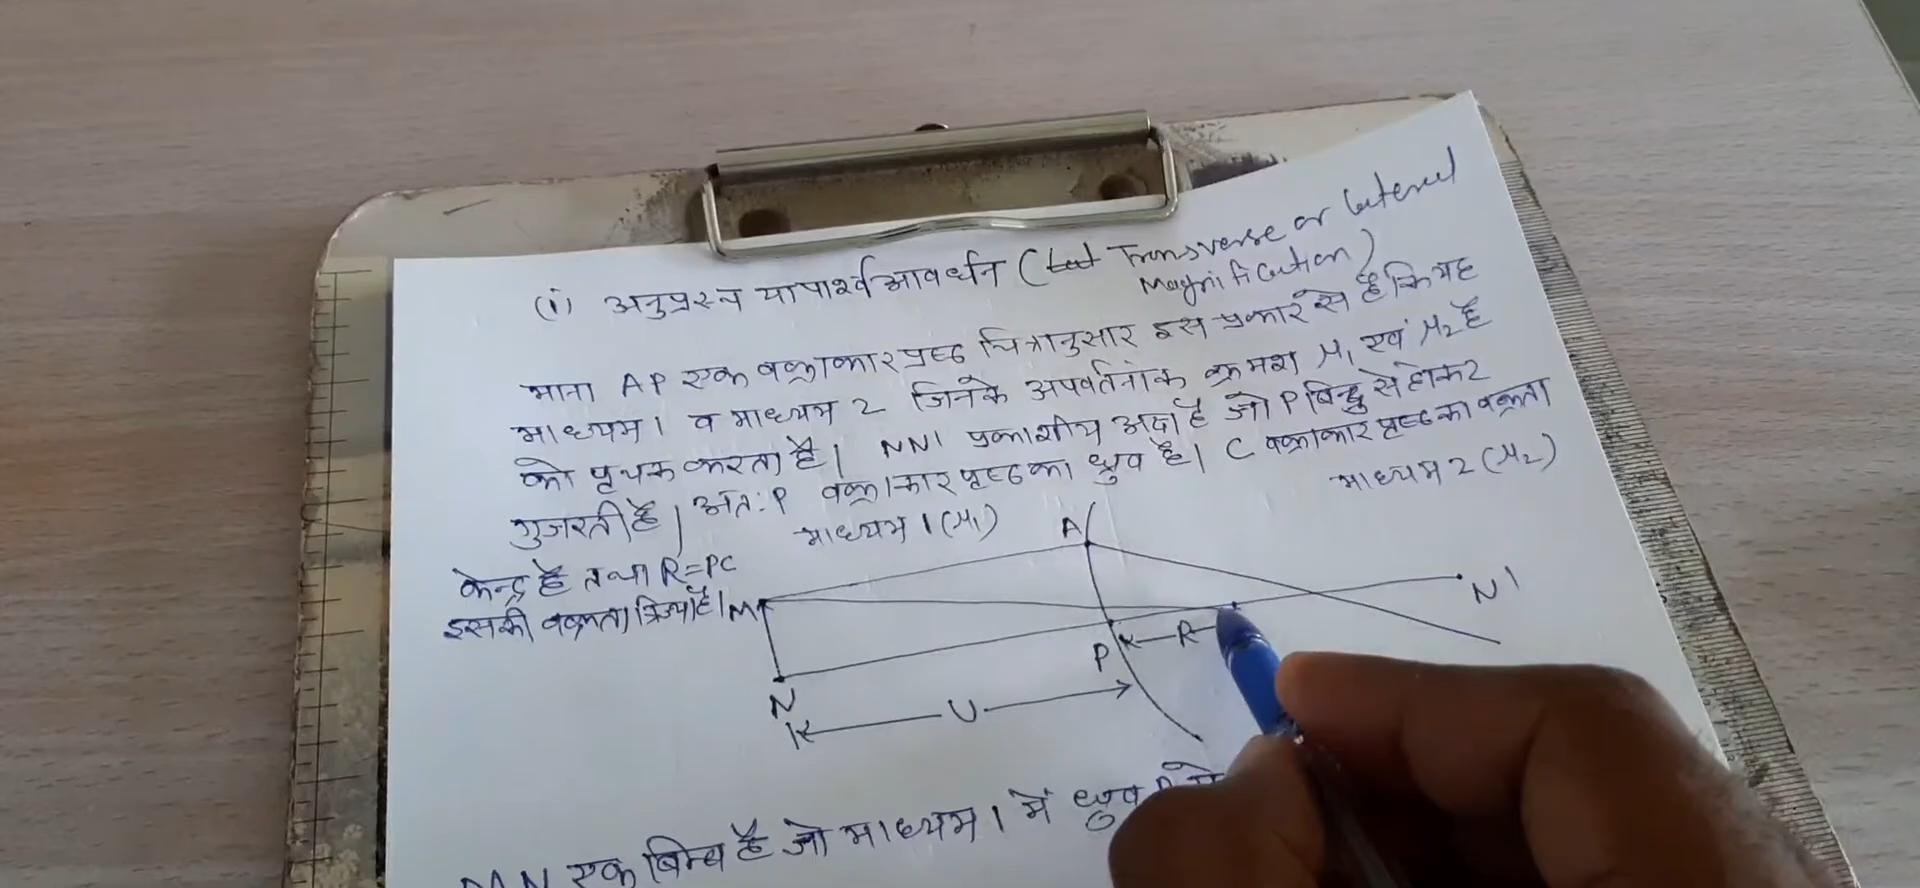 (i) अनुप्रस्थ या पार्श्व आवर्धन (Transverse or lateral
Magnification)
माना AP एक वक्राकार पृष्ठ चित्रानुसार इस प्रकार से है कि यह
माध्यम 1 व माध्यम 2 जिनके अपवर्तनांक क्रमश μ1 एवं μ2 है
को पृथक करता है। NN' प्रकाशीय अक्ष है जो P बिन्दु से होकर
गुजरती है। अतः P वक्राकार पृष्ठ का ध्रुव है। C वक्राकार पृष्ठ का वक्रता
केन्द्र है तथा R=PC
इसकी वक्रता त्रिज्या है।
माध्यम 1 (μ1)
माध्यम 2 (μ2)
A
M
N'
P
R
N
U
MN एक बिम्ब है जो माध्यम 1 में ध्रुव